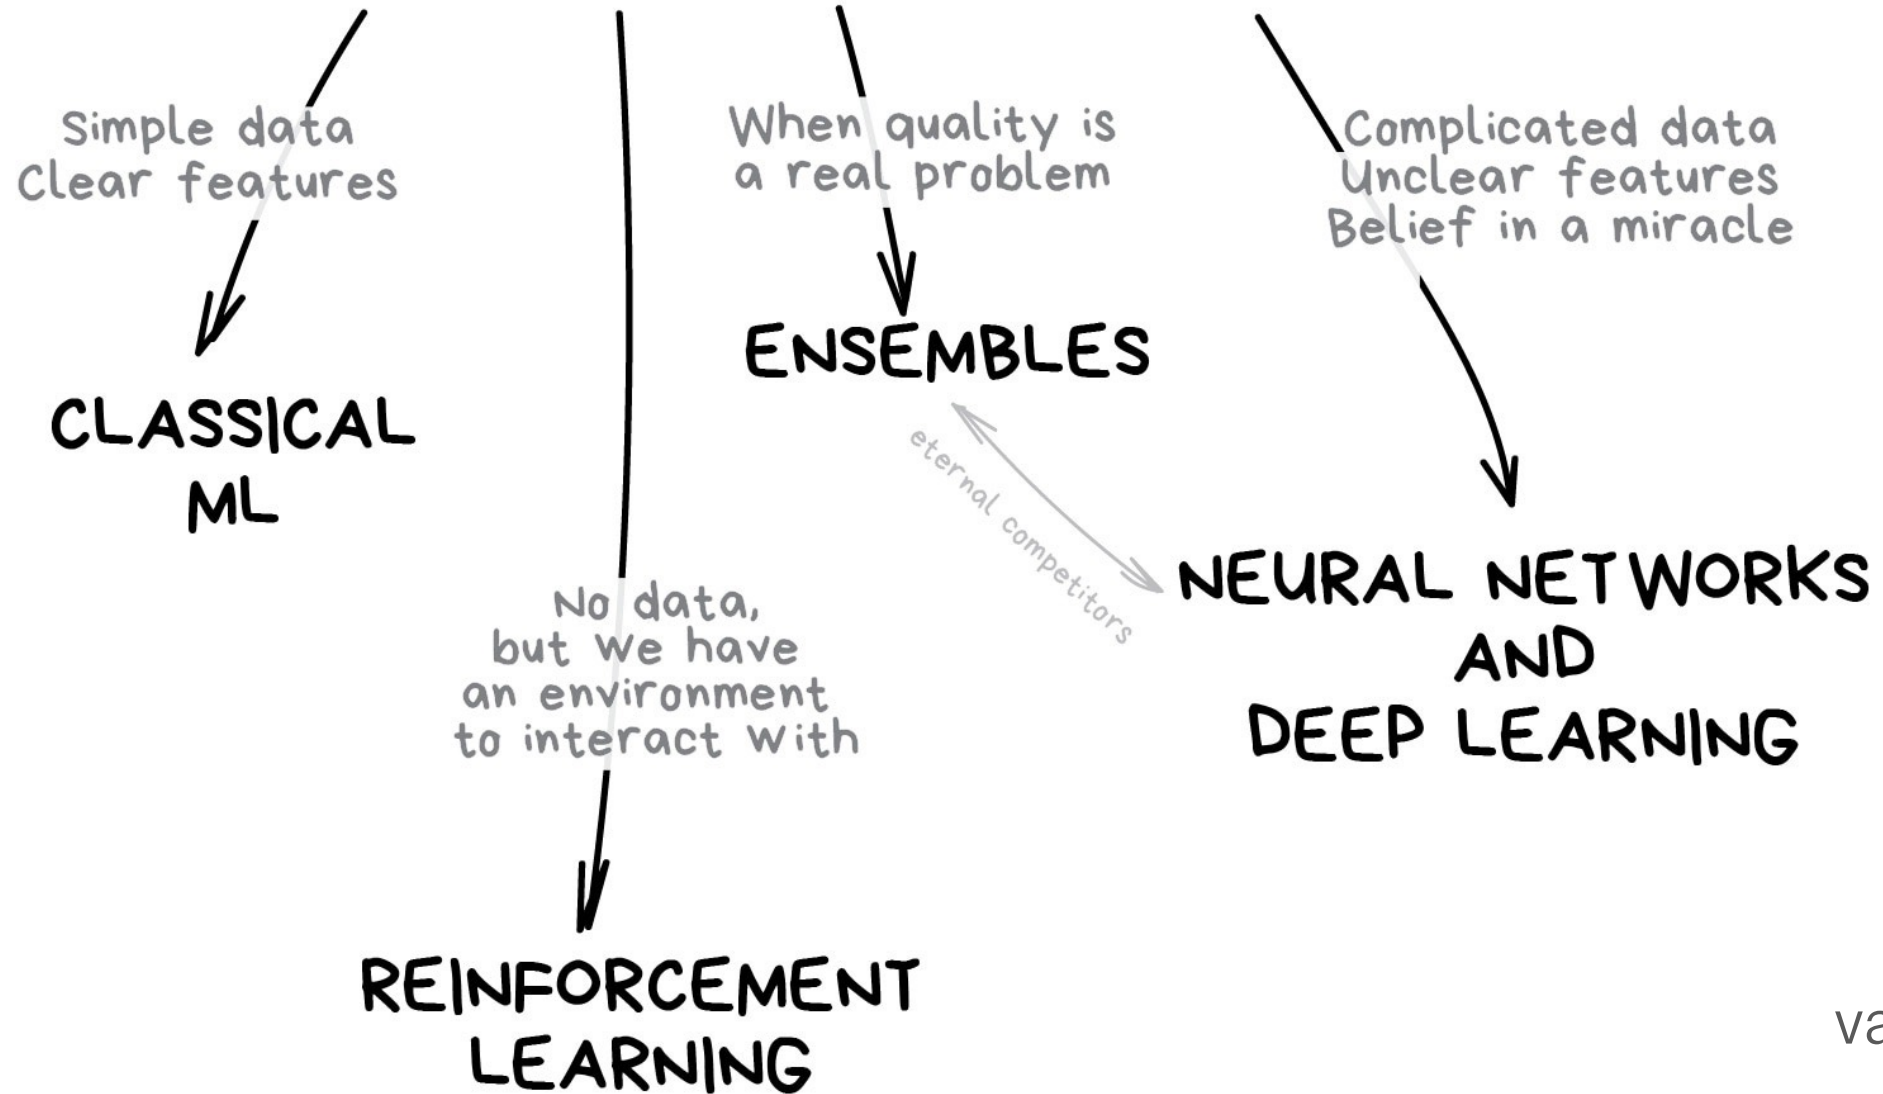 Simple data
Clear features
When quality is
a real problem
Complicated data
Unclear features
Belief in a miracle
ENSEMBLES
CLASSICAL
ML
eternal competitors
NEURAL NETWORKS
AND
DEEP LEARNING
No data,
but we have
an environment
to interact with
REINFORCEMENT
LEARNING
va